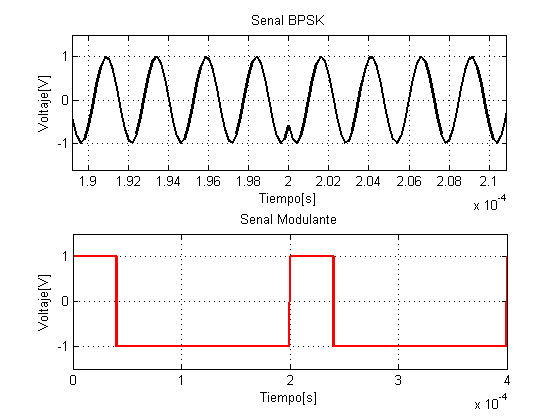 Senal BPSK
Voltaje[V]
1
0
-1
1.9 1.92 1.94 1.96 1.98 2 2.02 2.04 2.06 2.08 2.1
Tiempo[s]
x 10^-4
Senal Modulante
Voltaje[V]
1
0
-1
0 1 2 3 4
Tiempo[s]
x 10^-4